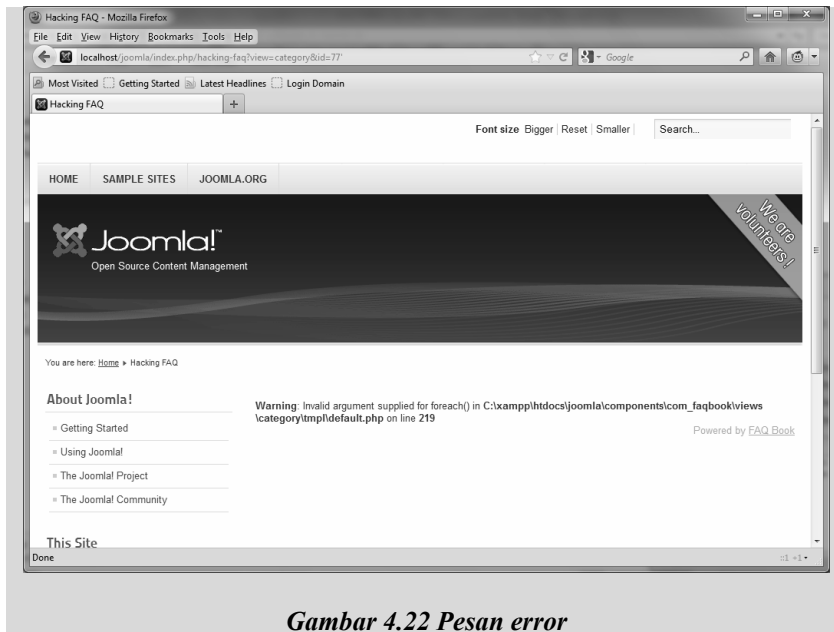 Hacking FAQ - Mozilla Firefox
File Edit View History Bookmarks Tools Help
localhost/joomla/index.php/hacking-faq?view=category&id=77'
Google
Most Visited Getting Started Latest Headlines Login Domain
Hacking FAQ
Font size Bigger Reset Smaller
Search...
HOME SAMPLE SITES JOOMLA.ORG
Joomla!™
Open Source Content Management
We are volunteers!
You are here: Home Hacking FAQ
About Joomla!
Getting Started
Using Joomla!
The Joomla! Project
The Joomla! Community
This Site
Warning: Invalid argument supplied for foreach() in C:\xampp\htdocs\joomla\components\com_faqbook\views
\category\tmpl\default.php on line 219
Powered by FAQ Book
Done
Gambar 4.22 Pesan error